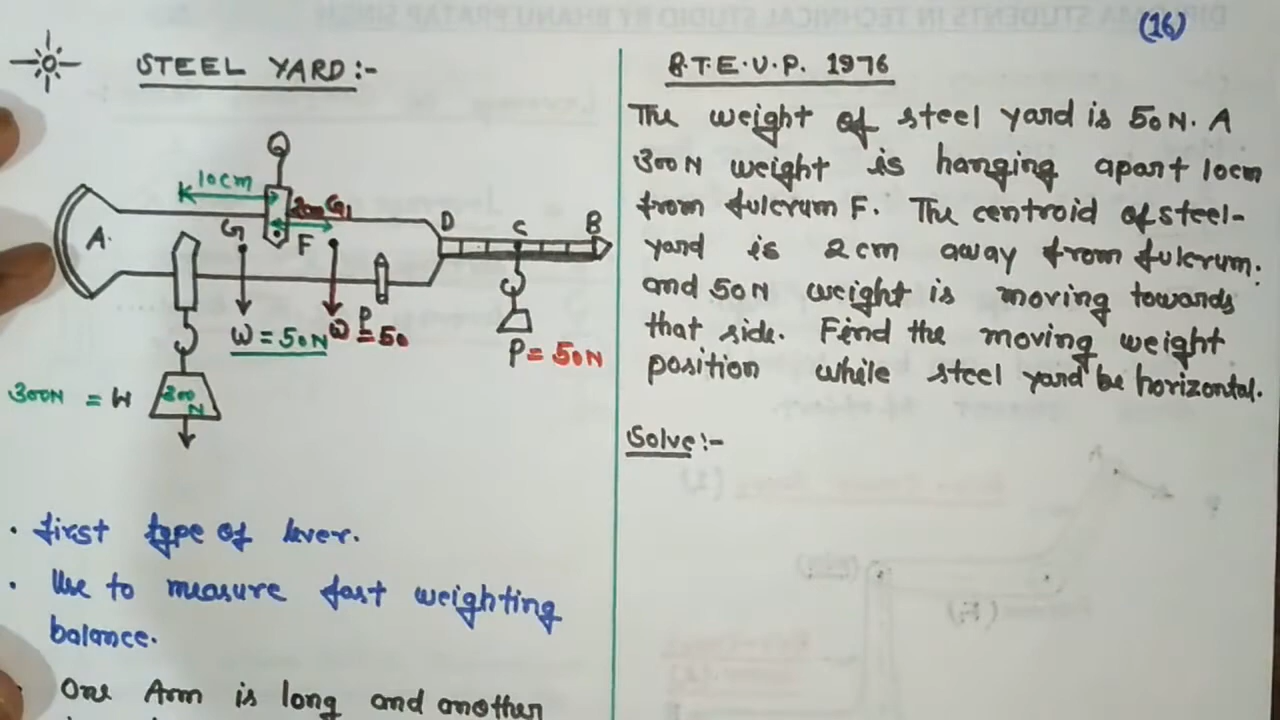 (16)
STEEL YARD:-
10cm
2cm G1
G
F
A
D
C
B
W = 50N
W = 50
P
P = 50N
300N = W
300
N
. first type of lever.
. Use to measure fast weighting
balance.
. One Arm is long and another
B.T.E.U.P. 1976
The weight of steel yard is 50N. A
300N weight is hanging apart 10cm
from fulcrum F. The centroid of steel-
yard is 2cm away from fulcrum.
and 50N weight is moving towards
that side. Find the moving weight
position while steel yard be horizontal.
Solve:-